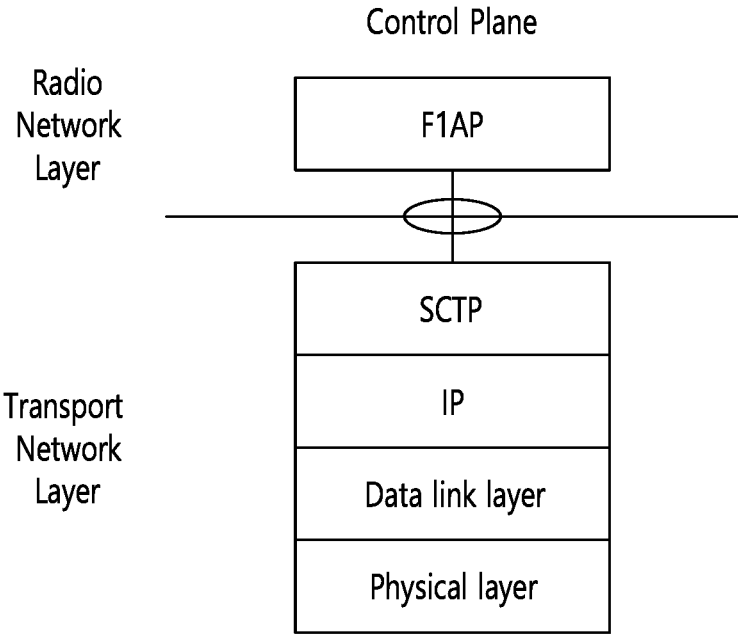 Control Plane
Radio
Network
Layer
F1AP
SCTP
IP
Transport
Network
Layer
Data link layer
Physical layer